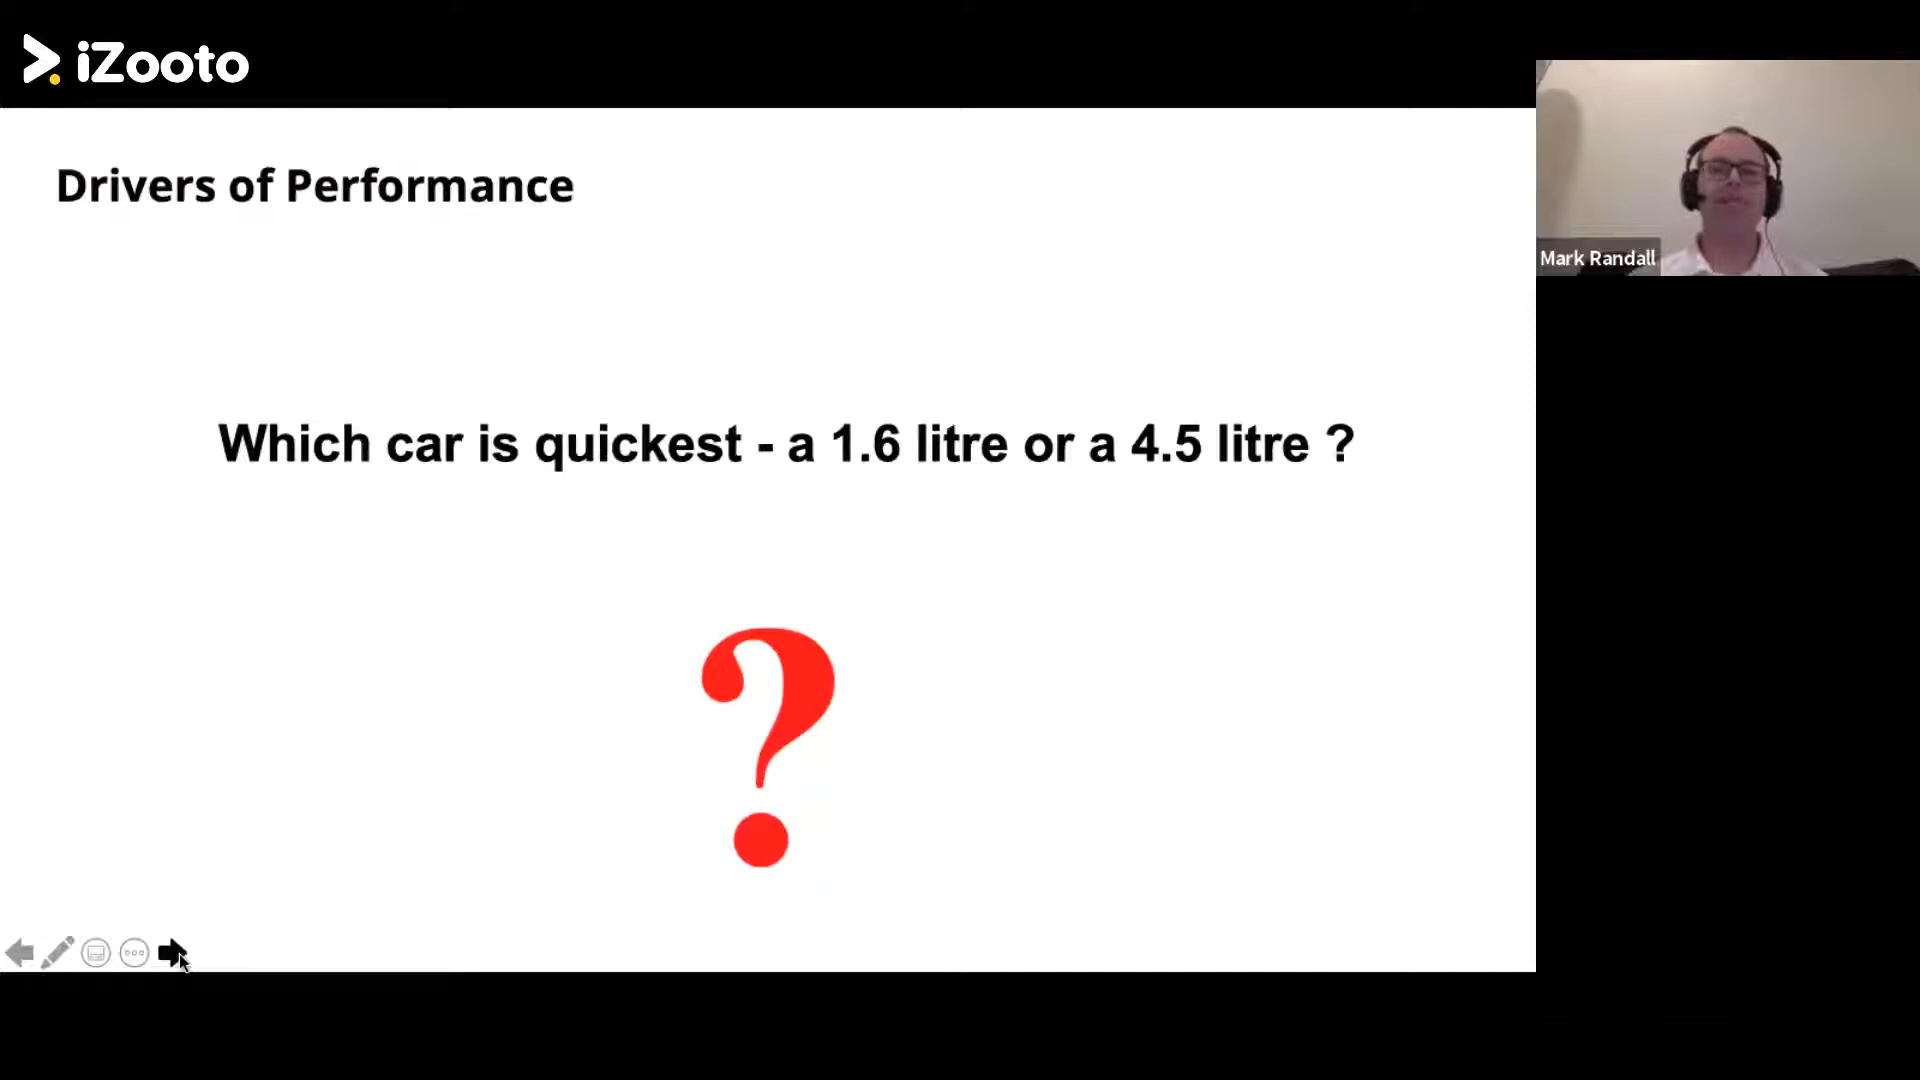 iZooto
Drivers of Performance
Mark Randall
Which car is quickest - a 1.6 litre or a 4.5 litre ?
?